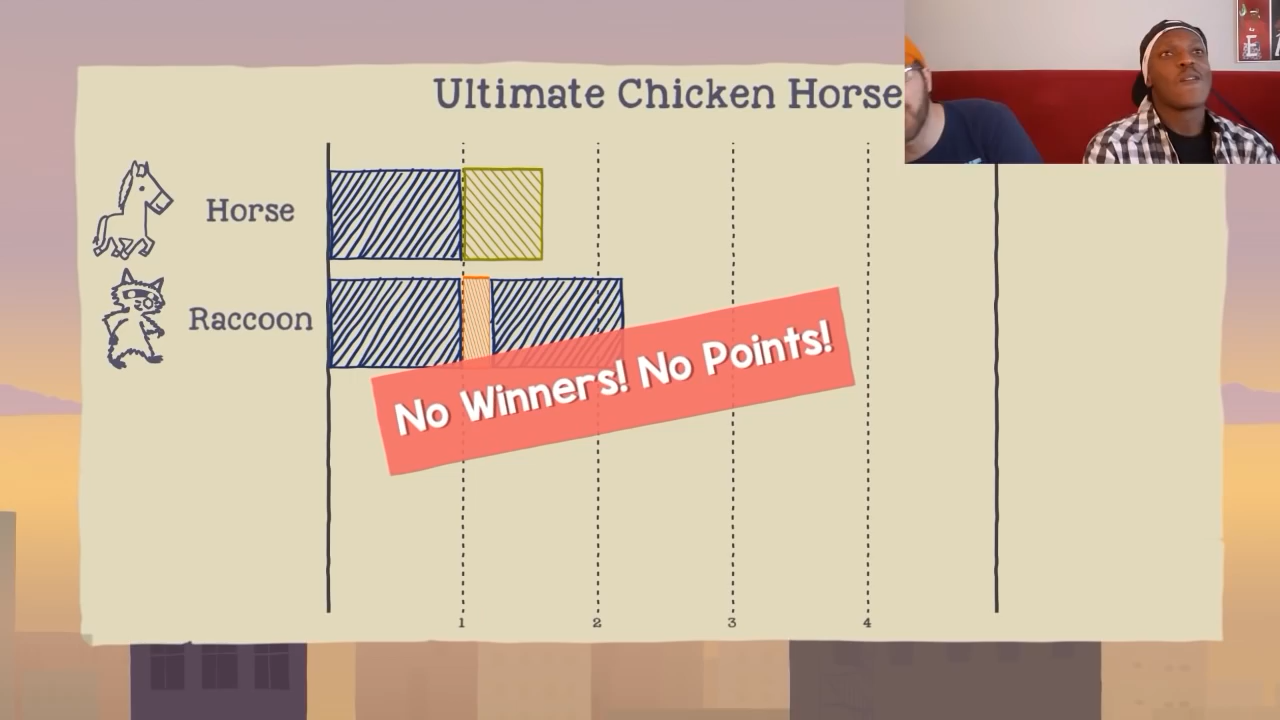 Ultimate Chicken Horse
Horse
Raccoon
No Winners! No Points!
1 2 3 4